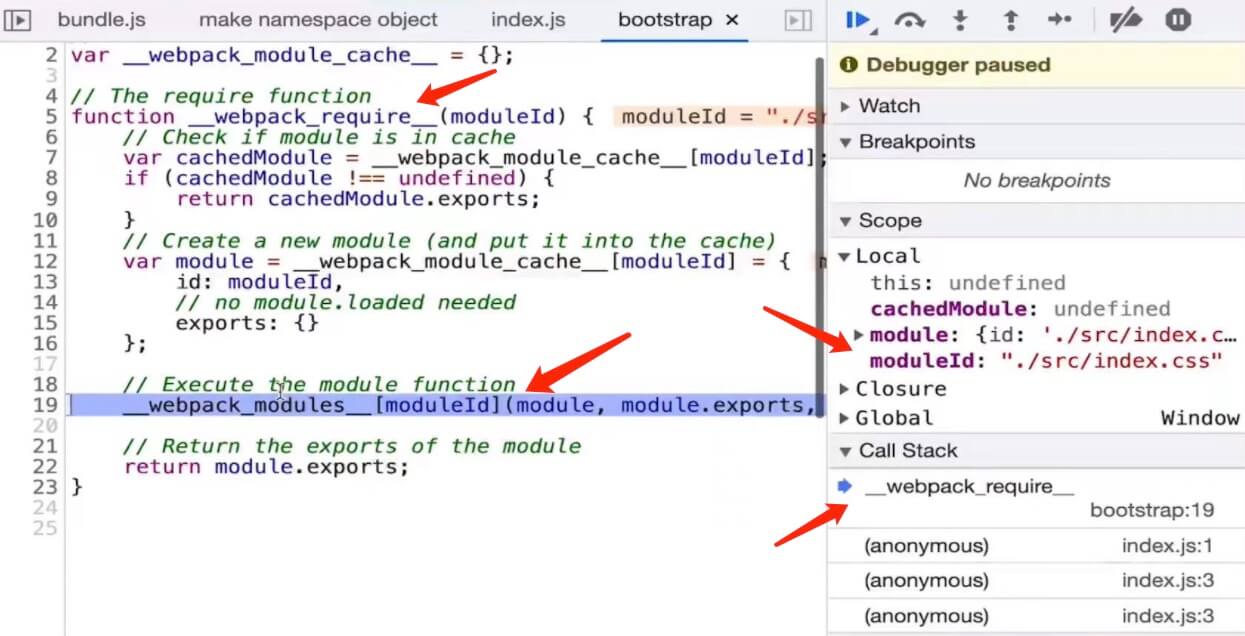 bundle.js make namespace object index.js bootstrap ×
2 var __webpack_module_cache__ = {};
3
4 // The require function
5 function __webpack_require__(moduleId) { moduleId = "./sr
6 // Check if module is in cache
7 var cachedModule = __webpack_module_cache__[moduleId];
8 if (cachedModule !== undefined) {
9 return cachedModule.exports;
10 }
11 // Create a new module (and put it into the cache)
12 var module = __webpack_module_cache__[moduleId] = {
13 id: moduleId,
14 // no module.loaded needed
15 exports: {}
16 };
17
18 // Execute the module function
19 __webpack_modules__[moduleId](module, module.exports,
20
21 // Return the exports of the module
22 return module.exports;
23 }
24
25
Debugger paused
Watch
Breakpoints
No breakpoints
Scope
Local
this: undefined
cachedModule: undefined
module: {id: './src/index.c…
moduleId: "./src/index.css"
Closure
Global Window
Call Stack
__webpack_require__
bootstrap:19
(anonymous) index.js:1
(anonymous) index.js:3
(anonymous) index.js:3